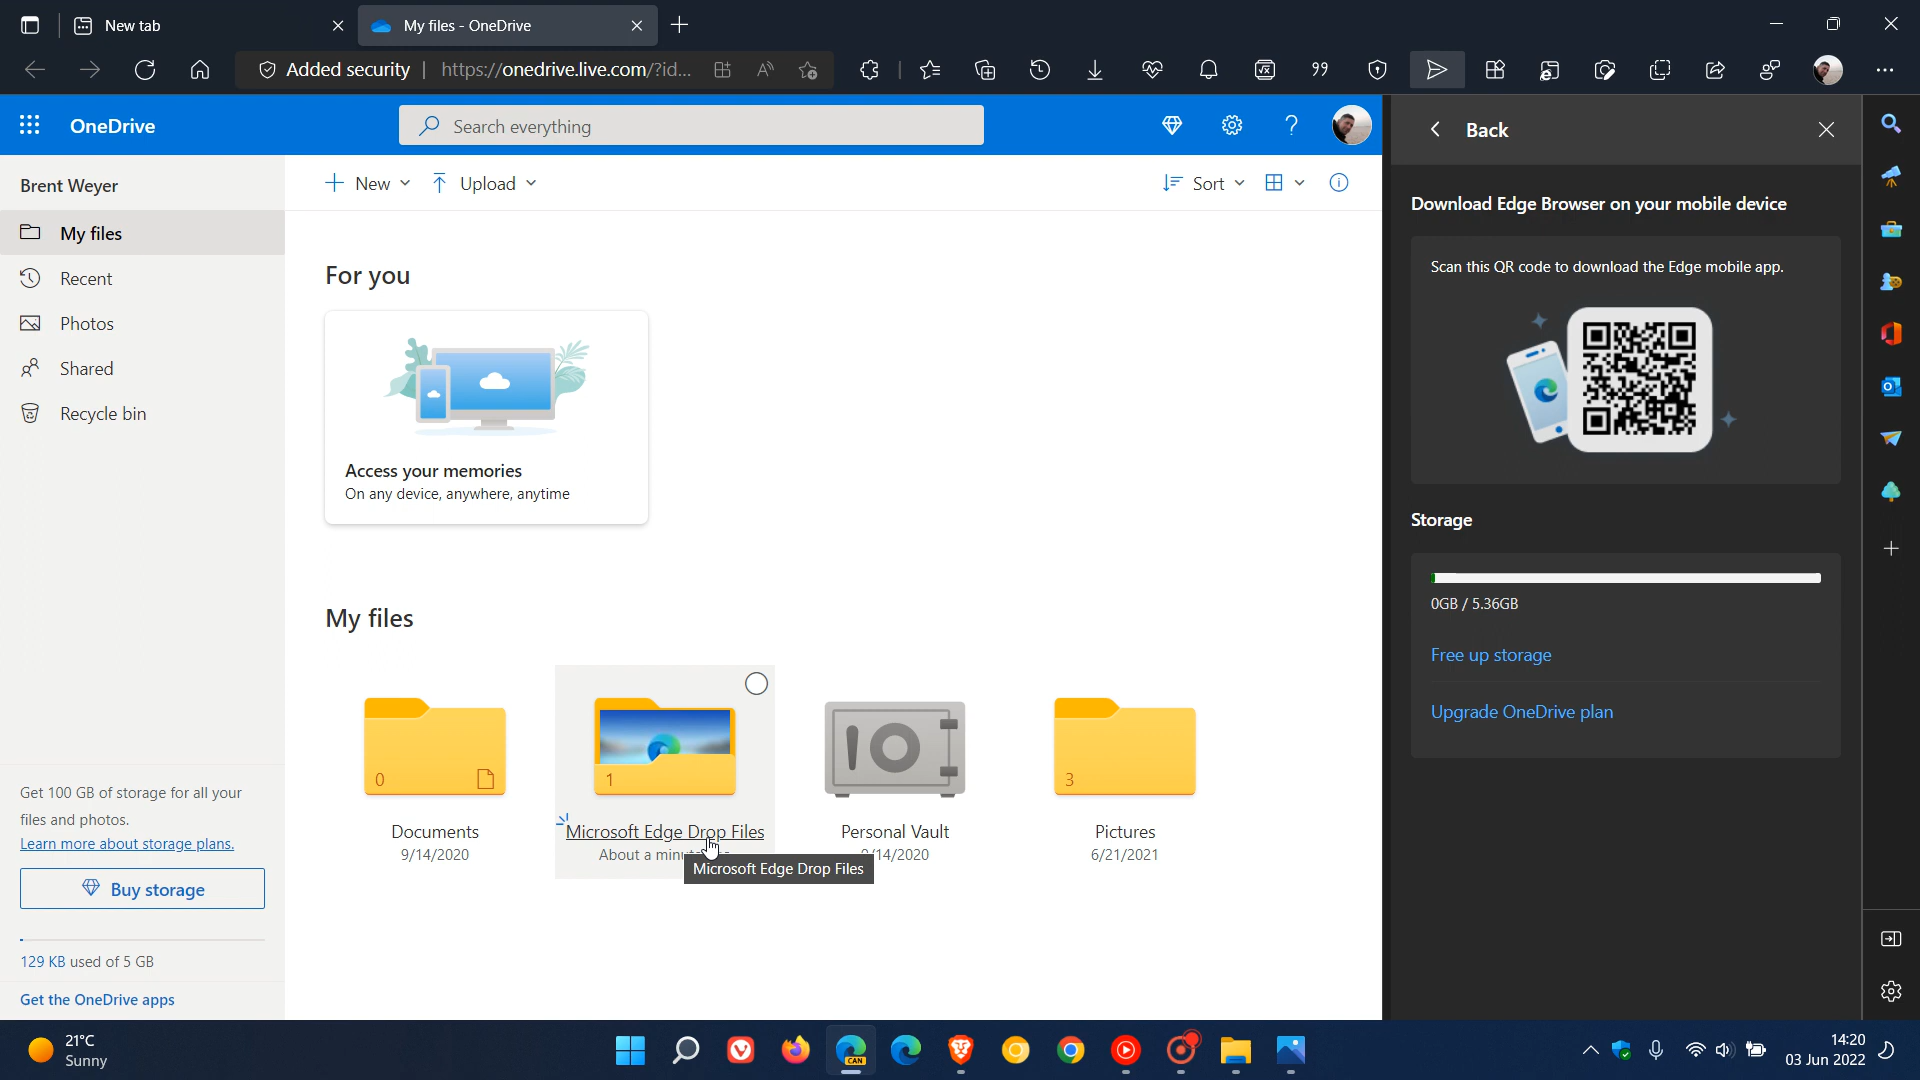 New tab
My files - OneDrive
Added security
https://onedrive.live.com/?id...
OneDrive
Search everything
Back
Brent Weyer
New
Upload
Sort
My files
Recent
Photos
Shared
Recycle bin
For you
Access your memories
On any device, anywhere, anytime
My files
0
Documents
9/14/2020
1
Microsoft Edge Drop Files
About a minut
Microsoft Edge Drop Files
Personal Vault
/14/2020
3
Pictures
6/21/2021
Get 100 GB of storage for all your
files and photos.
Learn more about storage plans.
Buy storage
129 KB used of 5 GB
Get the OneDrive apps
Download Edge Browser on your mobile device
Scan this QR code to download the Edge mobile app.
Storage
0GB / 5.36GB
Free up storage
Upgrade OneDrive plan
21°C
Sunny
CAN
14:20
03 Jun 2022